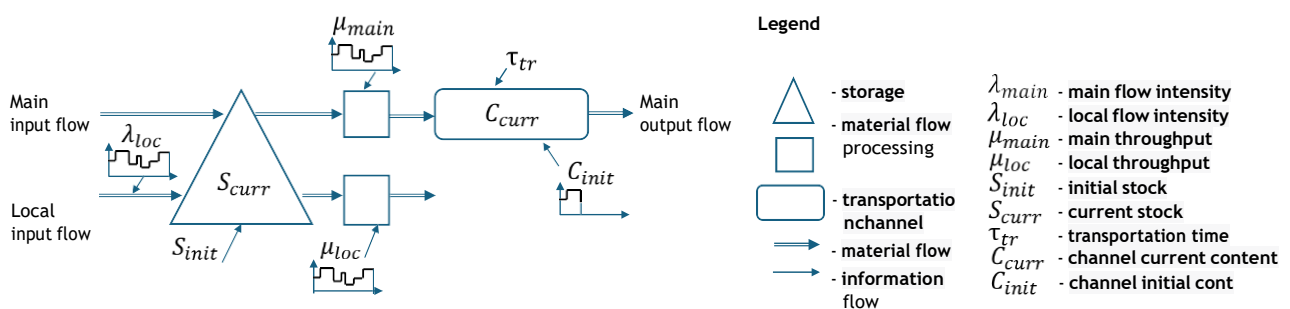 μ_main
τ_tr
Main
input flow
λ_loc
C_curr
Main
output flow
S_curr
C_init
Local
input flow
S_init
μ_loc
Legend
- storage
- material flow
processing
- transportatio
nchannel
- material flow
- information
flow
λ_main - main flow intensity
λ_loc - local flow intensity
μ_main - main throughput
μ_loc - local throughput
S_init - initial stock
S_curr - current stock
τ_tr - transportation time
C_curr - channel current content
C_init - channel initial cont